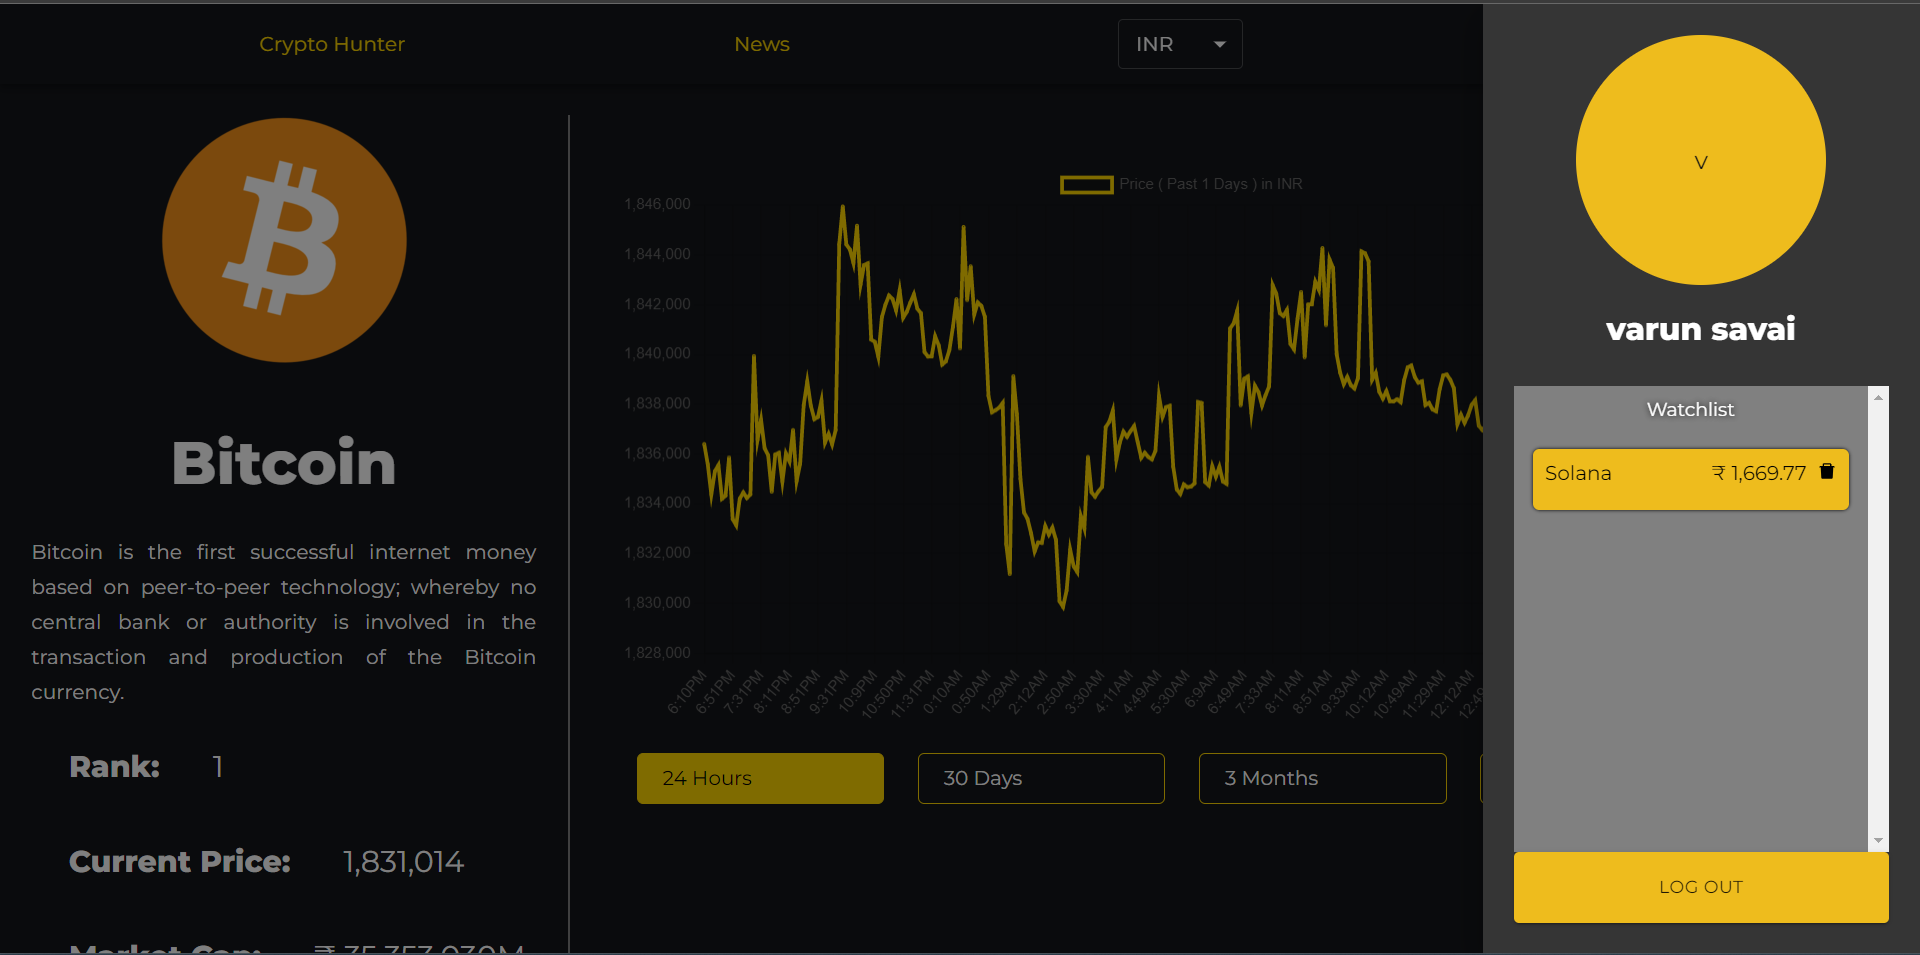 Crypto Hunter
News
INR
Bitcoin
Bitcoin is the first successful internet money
based on peer-to-peer technology; whereby no
central bank or authority is involved in the
transaction and production of the Bitcoin
currency.
Rank: 1
Current Price: 1,831,014
Market Cap: ₹ 35,353,030M
Price ( Past 1 Days ) in INR
1,846,000
1,844,000
1,842,000
1,840,000
1,838,000
1,836,000
1,834,000
1,832,000
1,830,000
1,828,000
6:10PM
6:51PM
7:31PM
8:11PM
8:51PM
9:31PM
10:9PM
10:50PM
11:31PM
0:10AM
0:50AM
1:29AM
2:12AM
2:50AM
3:30AM
4:11AM
4:49AM
5:30AM
6:9AM
6:49AM
7:33AM
8:11AM
8:51AM
9:33AM
10:12AM
10:49AM
11:29AM
12:12AM
24 Hours
30 Days
3 Months
V
varun savai
Watchlist
Solana ₹ 1,669.77
LOG OUT